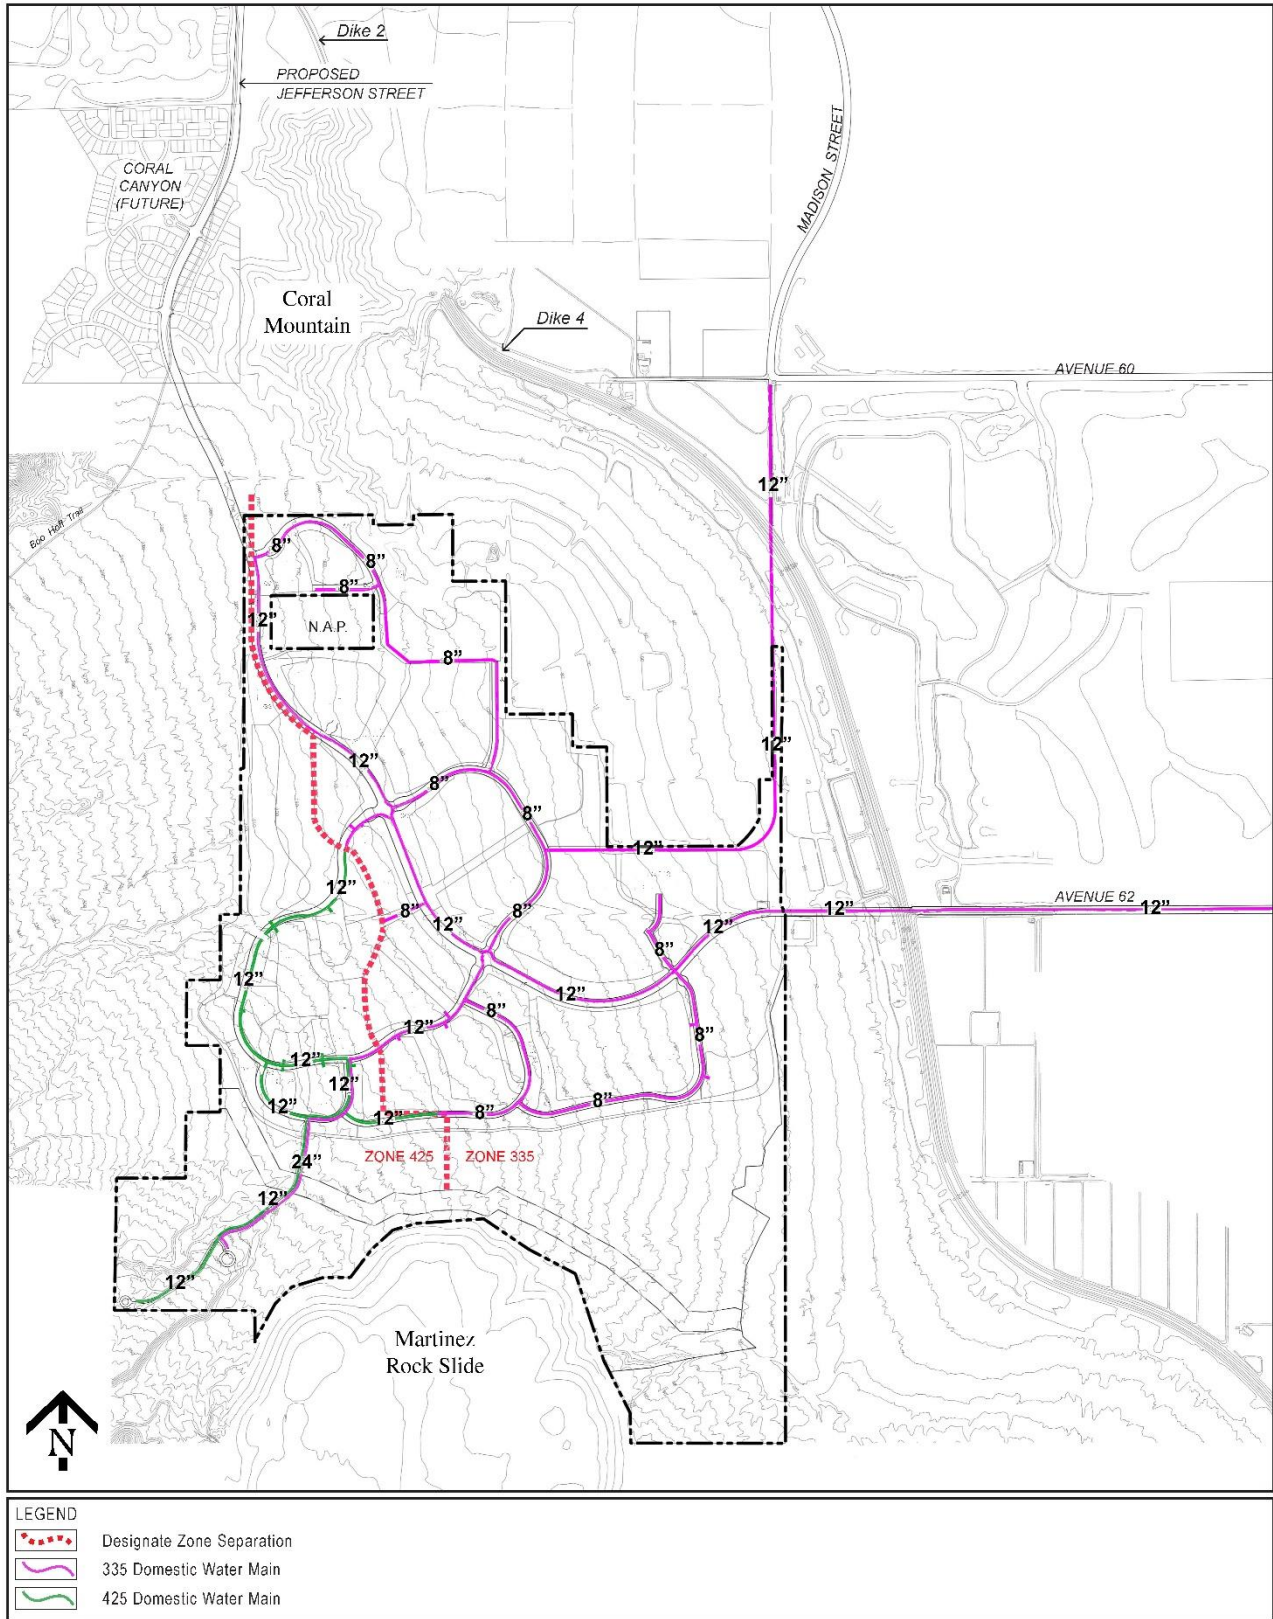 Dike 2
PROPOSED
JEFFERSON STREET
MADISON STREET
CORAL
CANYON
(FUTURE)
Coral
Mountain
Dike 4
AVENUE 60
12”
Boo Hoff Trail
8”
8”
8”
12”
N.A.P.
8”
12”
12”
8”
8”
12”
12”
8”
8”
12”
12”
12”
12”
AVENUE 62
8”
12”
12”
8”
12”
8”
12”
12”
12”
12”
8”
8”
24”
ZONE 425
ZONE 335
12”
12”
Martinez
Rock Slide
N
LEGEND
Designate Zone Separation
335 Domestic Water Main
425 Domestic Water Main